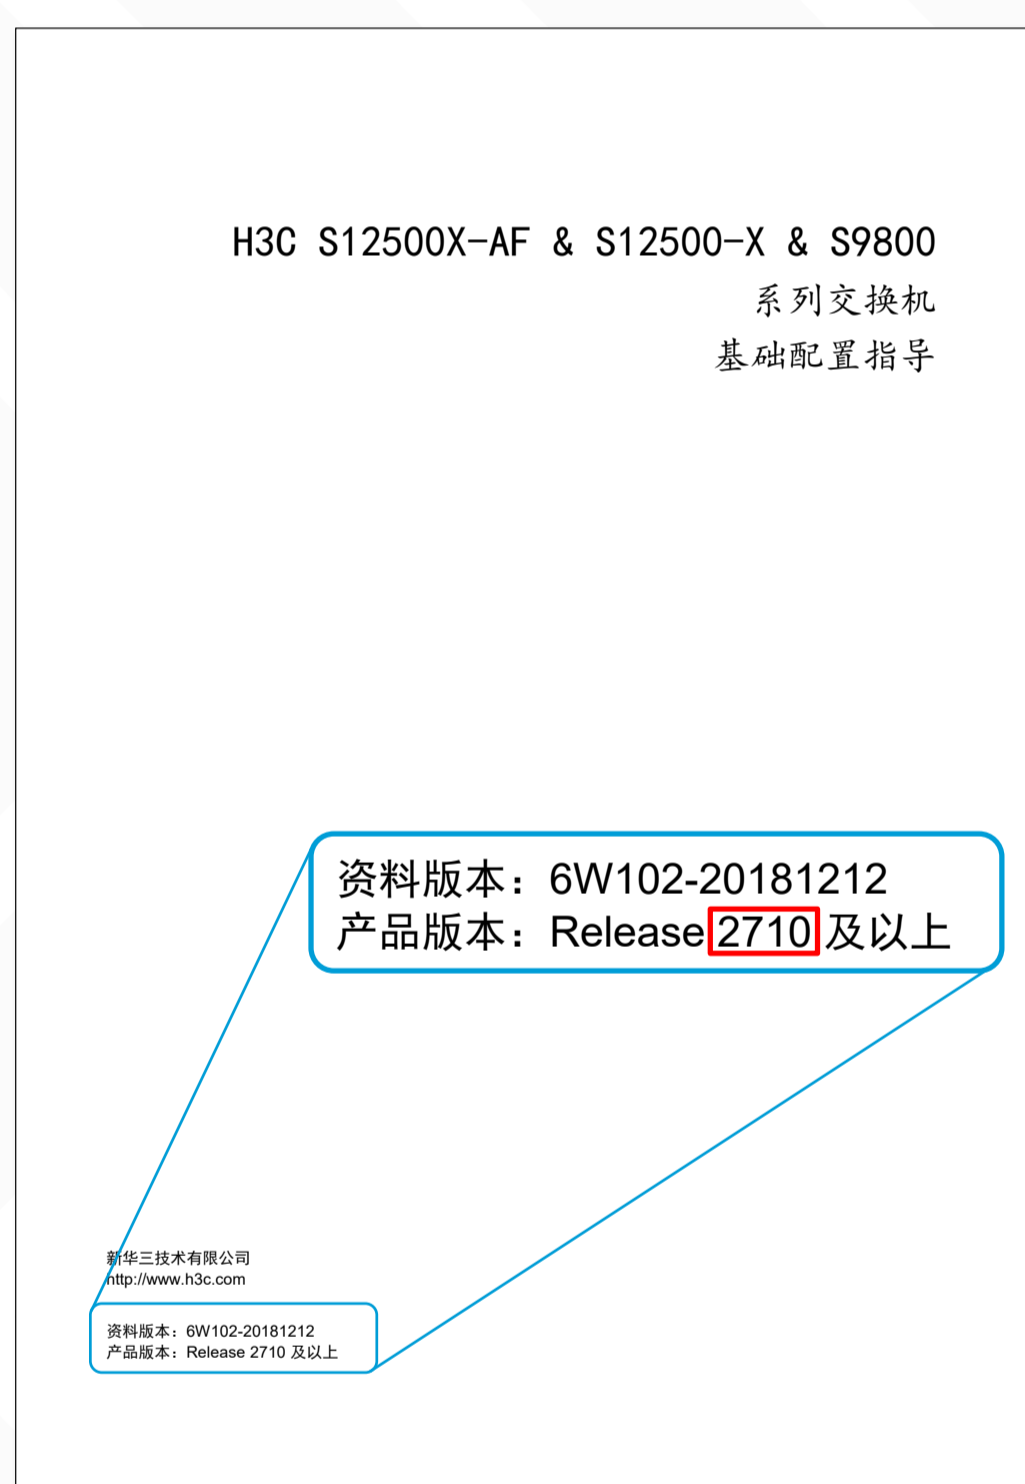 H3C S12500X-AF & S12500-X & S9800
系列交换机
基础配置指导
资料版本：6W102-20181212
产品版本：Release 2710 及以上
新华三技术有限公司
http://www.h3c.com
资料版本：6W102-20181212
产品版本：Release 2710 及以上